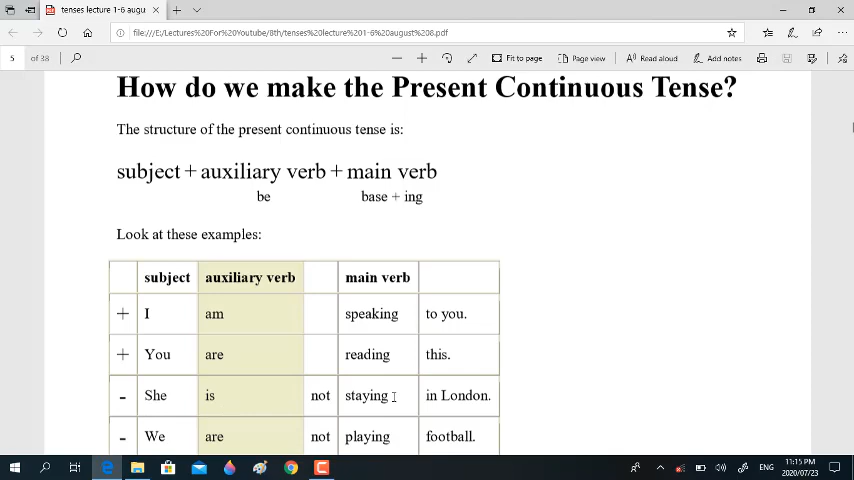 tenses lecture 1-6 augu
file:///E:/Lectures%20For%20Youtube/8th/tenses%20lecture%201-6%20august%208.pdf
5 of 38 Fit to page Page view Read aloud Add notes
How do we make the Present Continuous Tense?
The structure of the present continuous tense is:
subject + auxiliary verb + main verb
be base + ing
Look at these examples:
subject auxiliary verb main verb
+ I am speaking to you.
+ You are reading this.
- She is not staying in London.
- We are not playing football.
11:15 PM
ENG
2020/07/23